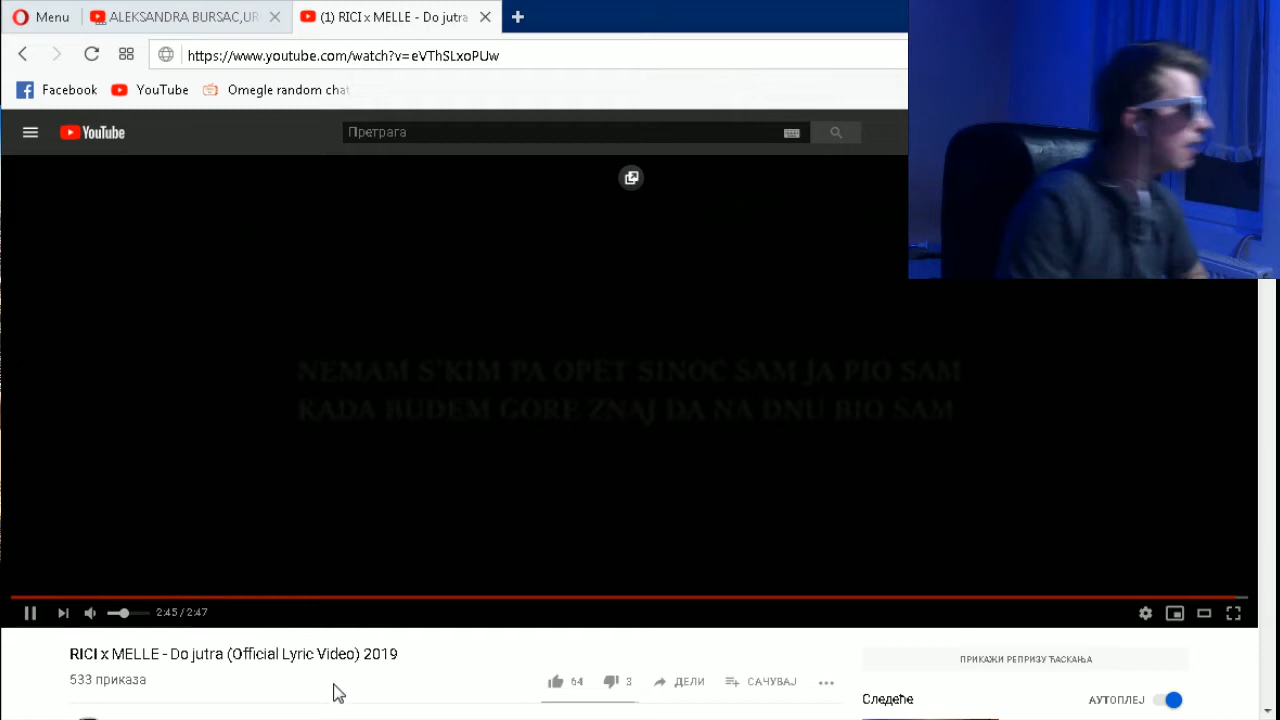 Menu
ALEKSANDRA BURSAC,UR
(1) RICI x MELLE - Do jutra
https://www.youtube.com/watch?v=eVThSLxoPUw
Facebook
YouTube
Omegle random chat
YouTube
Претрага
NEMAM S'KIM PA OPET SINOC SAM JA PIO SAM
KADA BUDEM GORE ZNAJ DA NA DNU BIO SAM
2:45 / 2:47
RICI x MELLE - Do jutra (Official Lyric Video) 2019
533 приказа
64
3
ДЕЛИ
САЧУВАЈ
ПРИКАЖИ РЕПРИЗУ ЋАСКАЊА
Следеће
АУТОПЛЕЈ